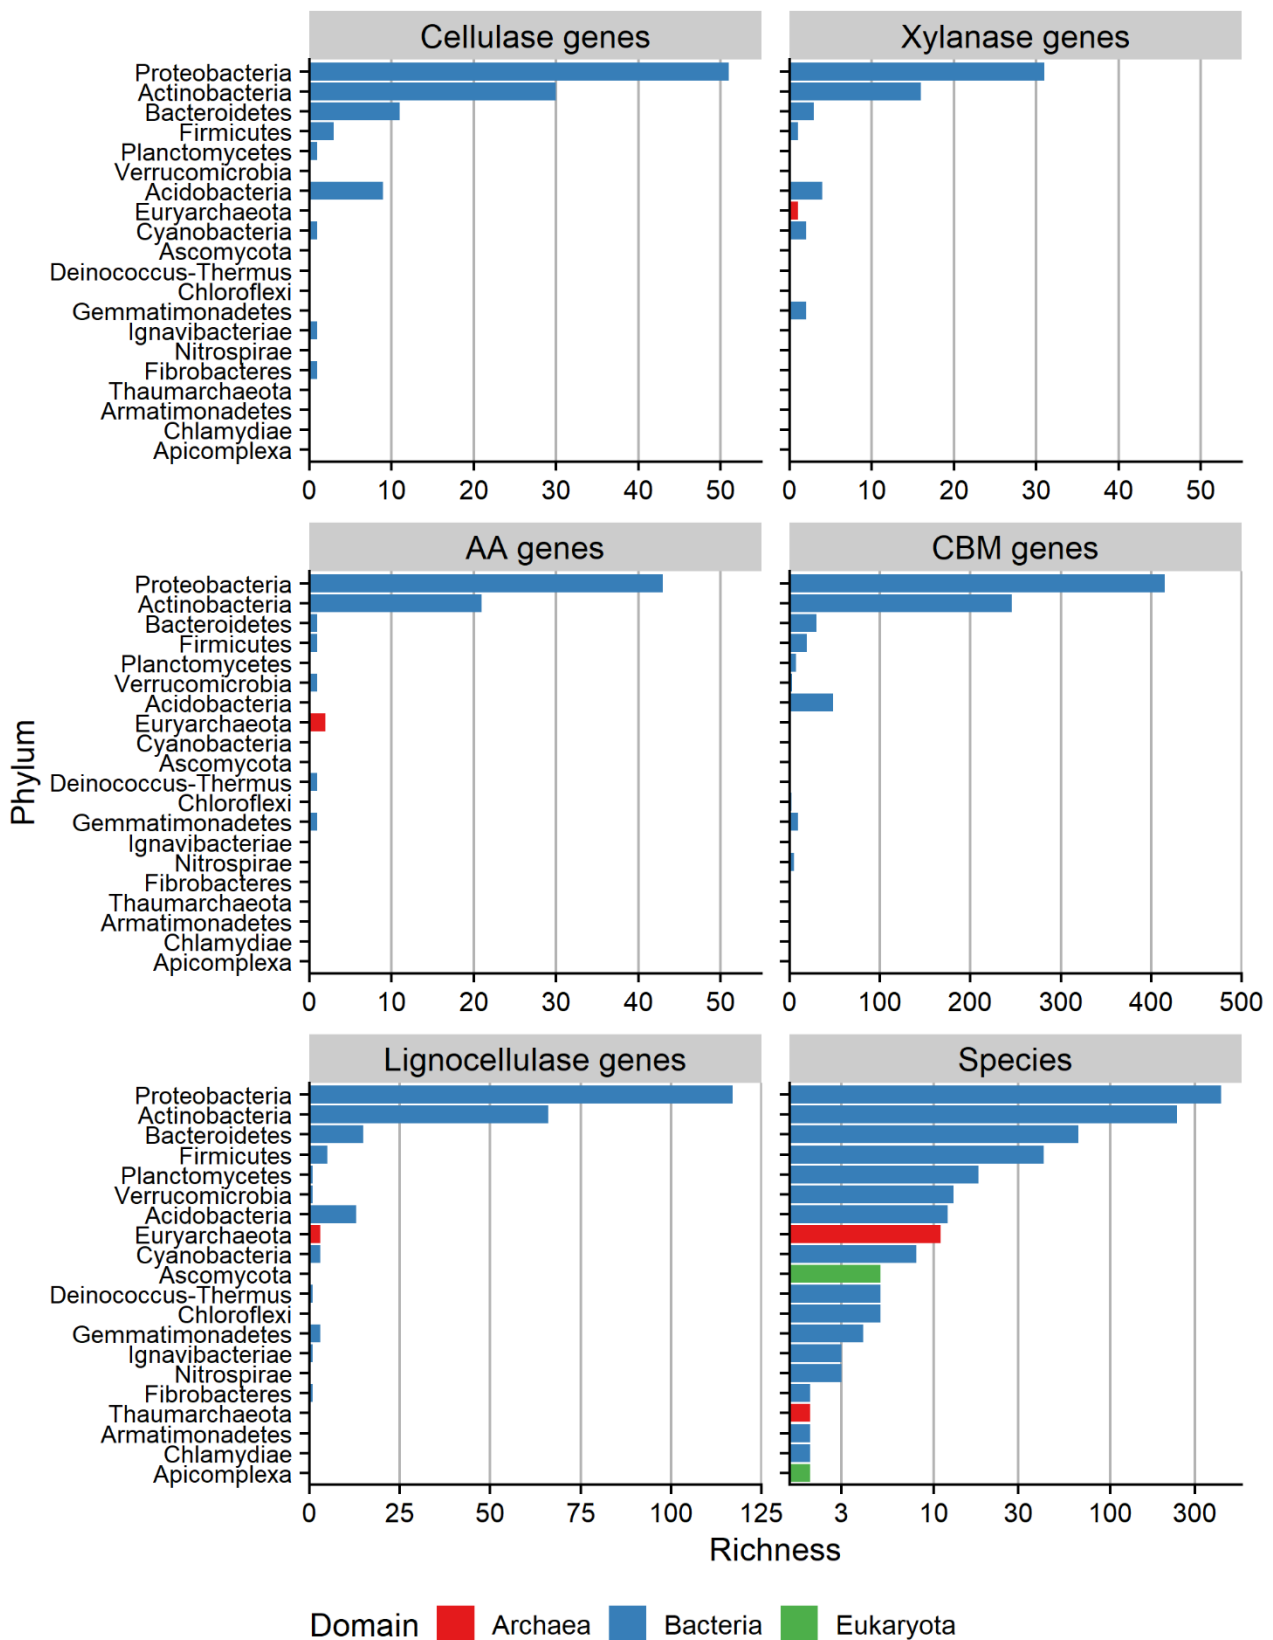 Cellulase genes
Xylanase genes
Proteobacteria
Actinobacteria
Bacteroidetes
Firmicutes
Planctomycetes
Verrucomicrobia
Acidobacteria
Euryarchaeota
Cyanobacteria
Ascomycota
Deinococcus-Thermus
Chloroflexi
Gemmatimonadetes
Ignavibacteriae
Nitrospirae
Fibrobacteres
Thaumarchaeota
Armatimonadetes
Chlamydiae
Apicomplexa
0 10 20 30 40 50
0 10 20 30 40 50
AA genes
CBM genes
Proteobacteria
Actinobacteria
Bacteroidetes
Firmicutes
Planctomycetes
Verrucomicrobia
Acidobacteria
Euryarchaeota
Cyanobacteria
Ascomycota
Deinococcus-Thermus
Chloroflexi
Gemmatimonadetes
Ignavibacteriae
Nitrospirae
Fibrobacteres
Thaumarchaeota
Armatimonadetes
Chlamydiae
Apicomplexa
0 10 20 30 40 50
0 100 200 300 400 500
Phylum
Lignocellulase genes
Species
Proteobacteria
Actinobacteria
Bacteroidetes
Firmicutes
Planctomycetes
Verrucomicrobia
Acidobacteria
Euryarchaeota
Cyanobacteria
Ascomycota
Deinococcus-Thermus
Chloroflexi
Gemmatimonadetes
Ignavibacteriae
Nitrospirae
Fibrobacteres
Thaumarchaeota
Armatimonadetes
Chlamydiae
Apicomplexa
0 25 50 75 100 125
3 10 30 100 300
Richness
Domain Archaea Bacteria Eukaryota